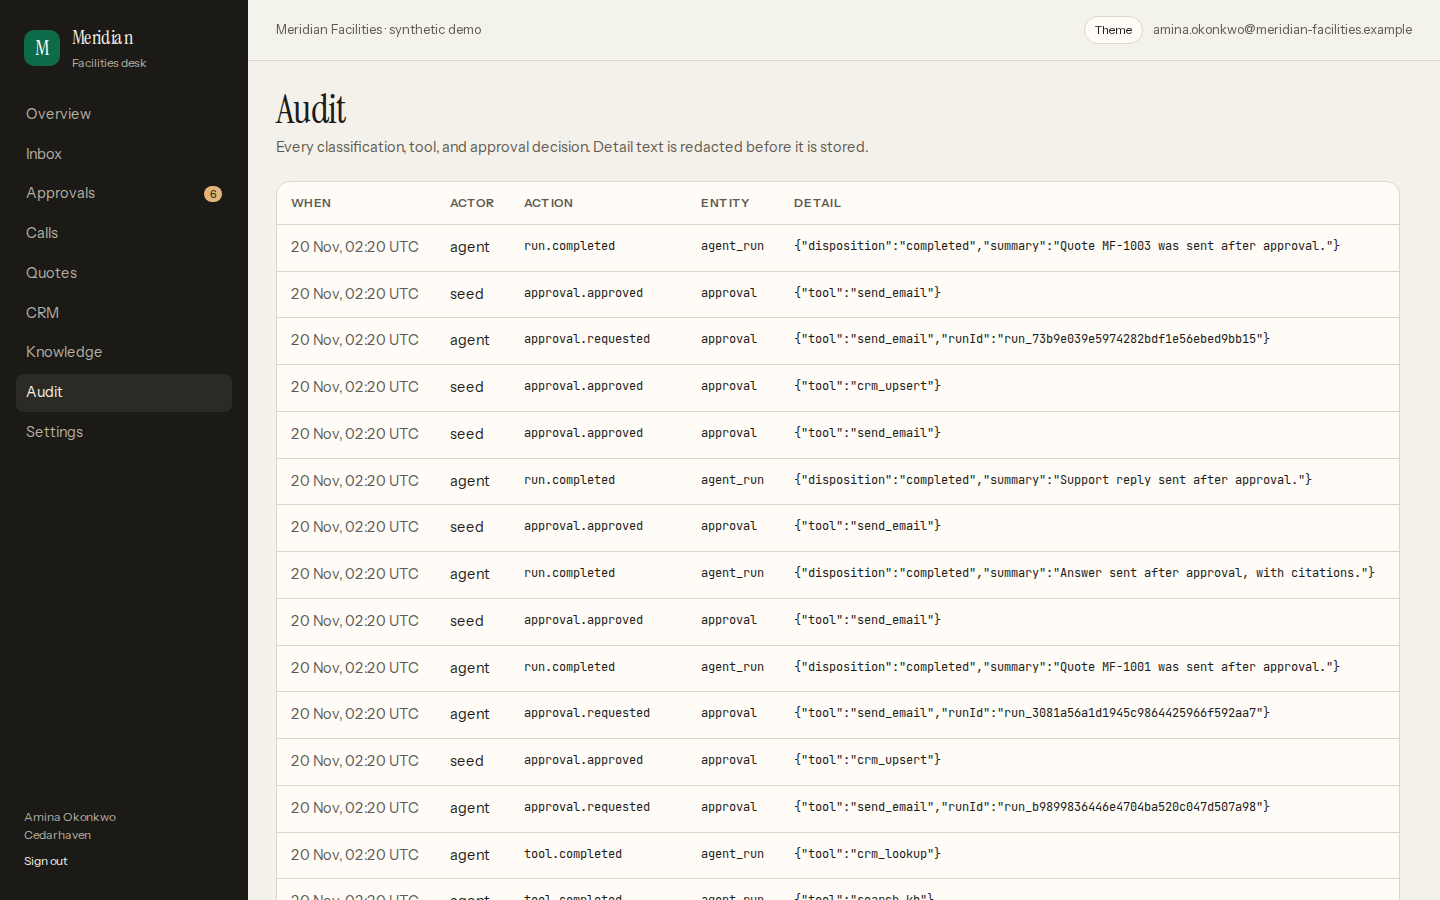 M
Meridian
Facilities desk
Overview
Inbox
Approvals 6
Calls
Quotes
CRM
Knowledge
Audit
Settings
Amina Okonkwo
Cedarhaven
Sign out
Meridian Facilities · synthetic demo
Theme amina.okonkwo@meridian-facilities.example
Audit
Every classification, tool, and approval decision. Detail text is redacted before it is stored.
WHEN ACTOR ACTION ENTITY DETAIL
20 Nov, 02:20 UTC agent run.completed agent_run {"disposition":"completed","summary":"Quote MF-1003 was sent after approval."}
20 Nov, 02:20 UTC seed approval.approved approval {"tool":"send_email"}
20 Nov, 02:20 UTC agent approval.requested approval {"tool":"send_email","runId":"run_73b9e039e5974282bdf1e56ebed9bb15"}
20 Nov, 02:20 UTC seed approval.approved approval {"tool":"crm_upsert"}
20 Nov, 02:20 UTC seed approval.approved approval {"tool":"send_email"}
20 Nov, 02:20 UTC agent run.completed agent_run {"disposition":"completed","summary":"Support reply sent after approval."}
20 Nov, 02:20 UTC seed approval.approved approval {"tool":"send_email"}
20 Nov, 02:20 UTC agent run.completed agent_run {"disposition":"completed","summary":"Answer sent after approval, with citations."}
20 Nov, 02:20 UTC seed approval.approved approval {"tool":"send_email"}
20 Nov, 02:20 UTC agent run.completed agent_run {"disposition":"completed","summary":"Quote MF-1001 was sent after approval."}
20 Nov, 02:20 UTC agent approval.requested approval {"tool":"send_email","runId":"run_3081a56a1d1945c9864425966f592aa7"}
20 Nov, 02:20 UTC seed approval.approved approval {"tool":"crm_upsert"}
20 Nov, 02:20 UTC agent approval.requested approval {"tool":"send_email","runId":"run_b9899836446e4704ba520c047d507a98"}
20 Nov, 02:20 UTC agent tool.completed agent_run {"tool":"crm_lookup"}
20 Nov, 02:20 UTC agent tool.completed agent_run {"tool":"search_kb"}